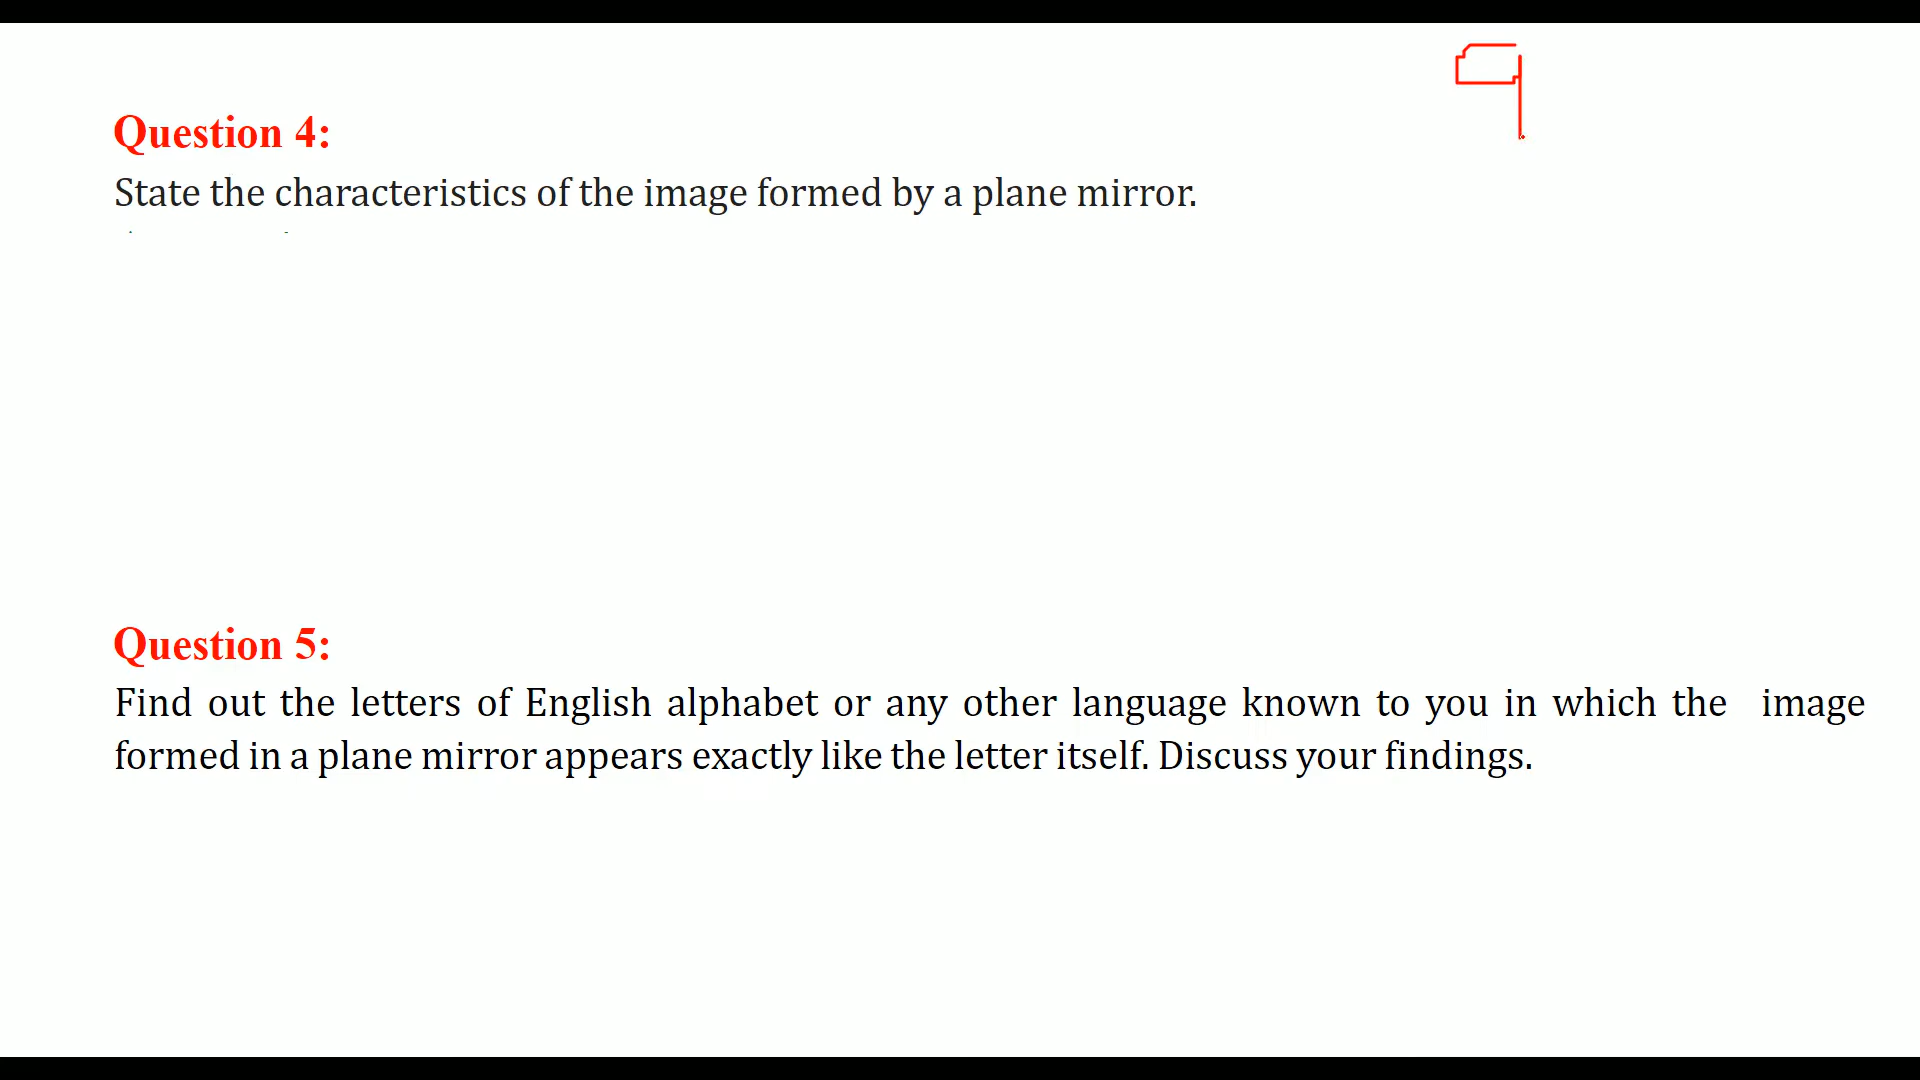 Question 4:
State the characteristics of the image formed by a plane mirror.
Question 5:
Find out the letters of English alphabet or any other language known to you in which the image
formed in a plane mirror appears exactly like the letter itself. Discuss your findings.